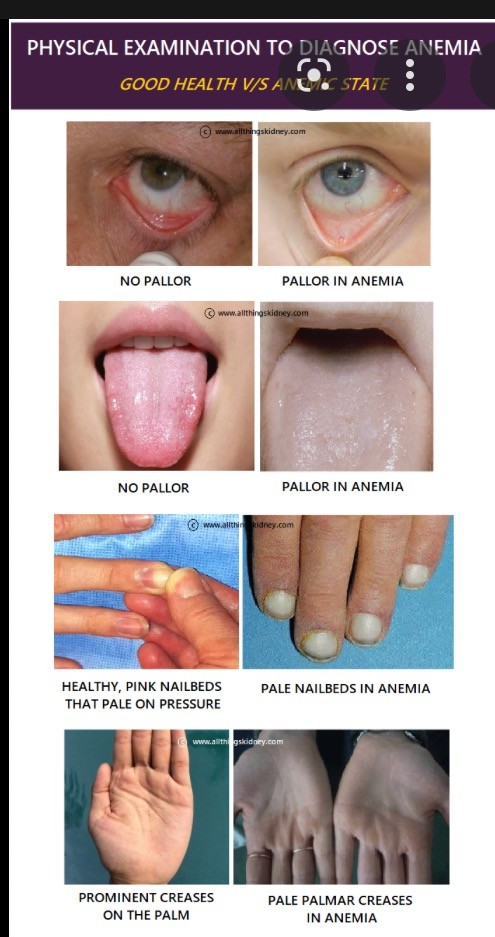 PHYSICAL EXAMINATION TO DIAGNOSE ANEMIA
GOOD HEALTH V/S ANEMIC STATE
© www.allthingskidney.com
NO PALLOR
PALLOR IN ANEMIA
© www.allthingskidney.com
NO PALLOR
PALLOR IN ANEMIA
© www.allthingskidney.com
HEALTHY, PINK NAILBEDS
THAT PALE ON PRESSURE
PALE NAILBEDS IN ANEMIA
© www.allthingskidney.com
PROMINENT CREASES
ON THE PALM
PALE PALMAR CREASES
IN ANEMIA